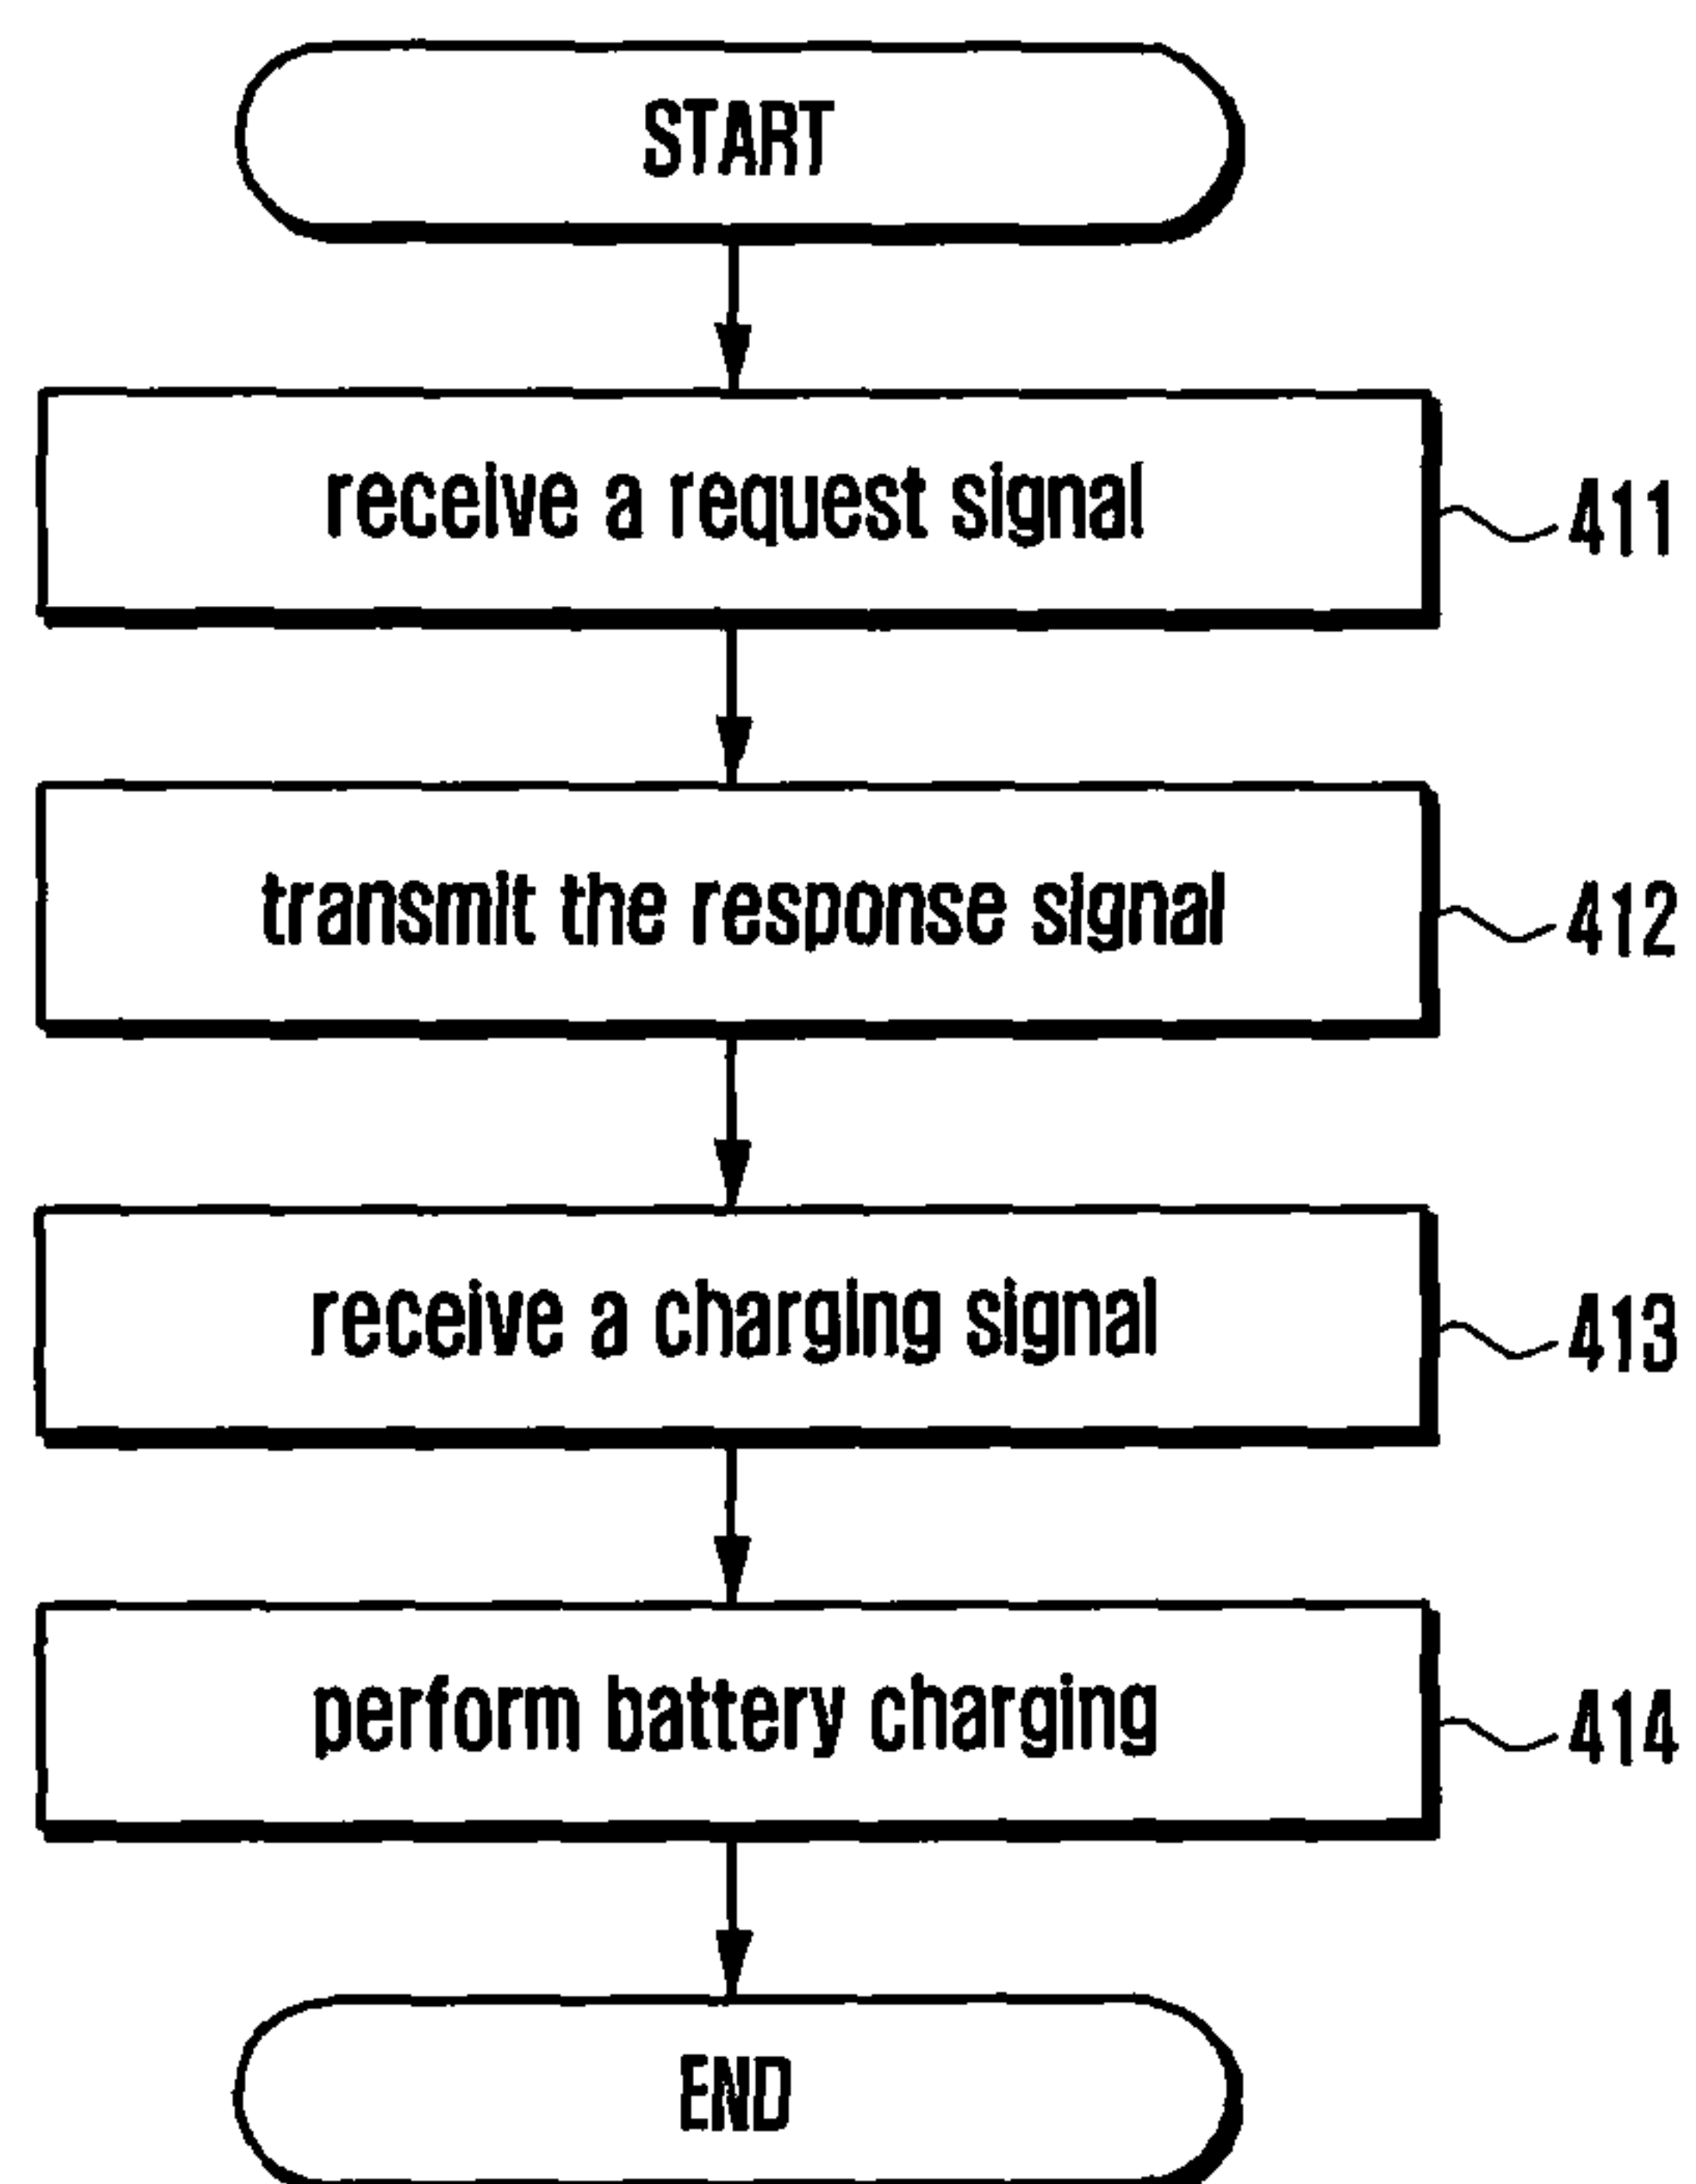 START
receive a request signal
411
transmit the response signal
412
receive a charging signal
413
perform battery charging
414
END